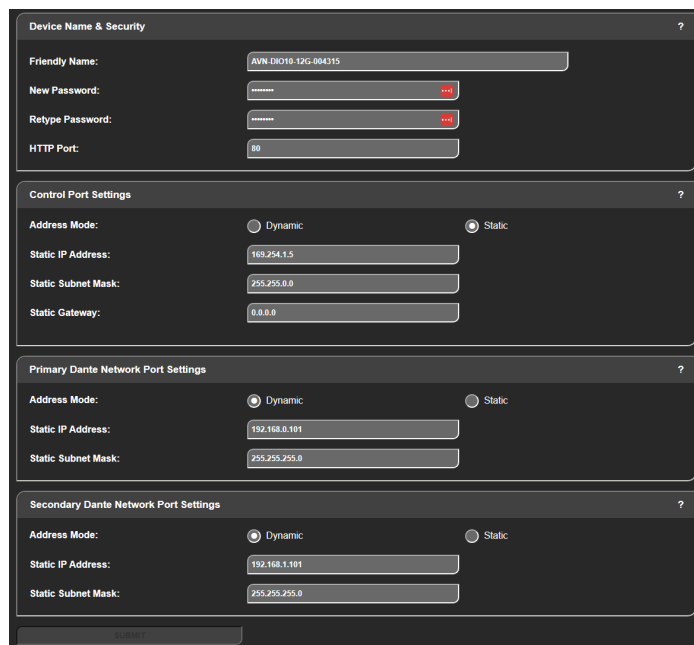 Device Name & Security ?
Friendly Name: AVN-DIO10-12G-004315
New Password: ••••••••
Retype Password: ••••••••
HTTP Port: 80
Control Port Settings ?
Address Mode: Dynamic Static
Static IP Address: 169.254.1.5
Static Subnet Mask: 255.255.0.0
Static Gateway: 0.0.0.0
Primary Dante Network Port Settings ?
Address Mode: Dynamic Static
Static IP Address: 192.168.0.101
Static Subnet Mask: 255.255.255.0
Secondary Dante Network Port Settings ?
Address Mode: Dynamic Static
Static IP Address: 192.168.1.101
Static Subnet Mask: 255.255.255.0
SUBMIT